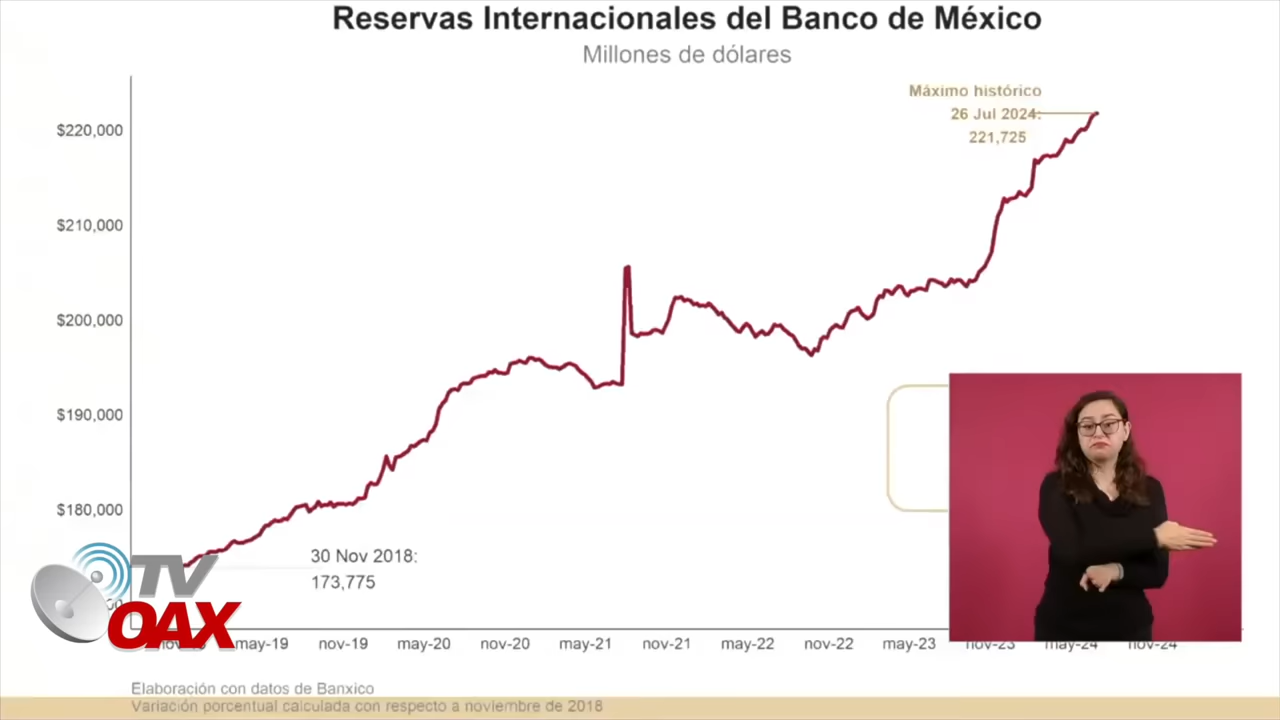 Reservas Internacionales del Banco de México
Millones de dólares
Máximo histórico
26 Jul 2024:
221,725
$220,000
$210,000
$200,000
$190,000
$180,000
30 Nov 2018:
173,775
TV
OAX
may-19 nov-19 may-20 nov-20 may-21 nov-21 may-22 nov-22 may-23 nov-23 may-24 nov-24
Elaboración con datos de Banxico
Variación porcentual calculada con respecto a noviembre de 2018